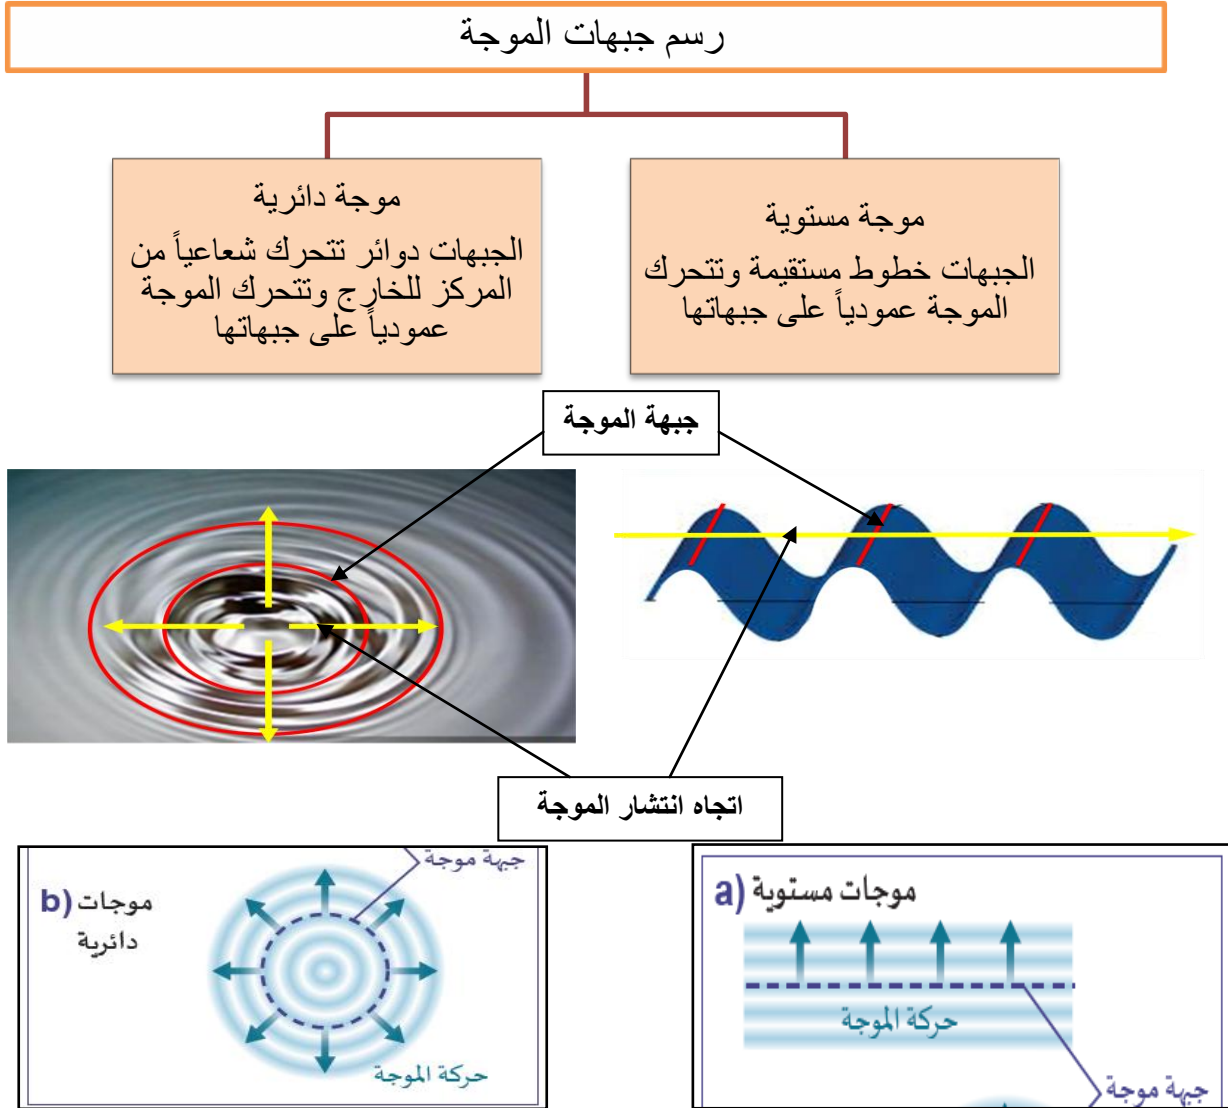 رسم جبهات الموجة
موجة مستوية
الجبهات خطوط مستقيمة وتتحرك
الموجة عمودياً على جبهاتها
موجة دائرية
الجبهات دوائر تتحرك شعاعياً من
المركز للخارج وتتحرك الموجة
عمودياً على جبهاتها
جبهة الموجة
اتجاه انتشار الموجة
a) موجات مستوية
حركة الموجة
جبهة موجة
b) موجات
دائرية
جبهة موجة
حركة الموجة